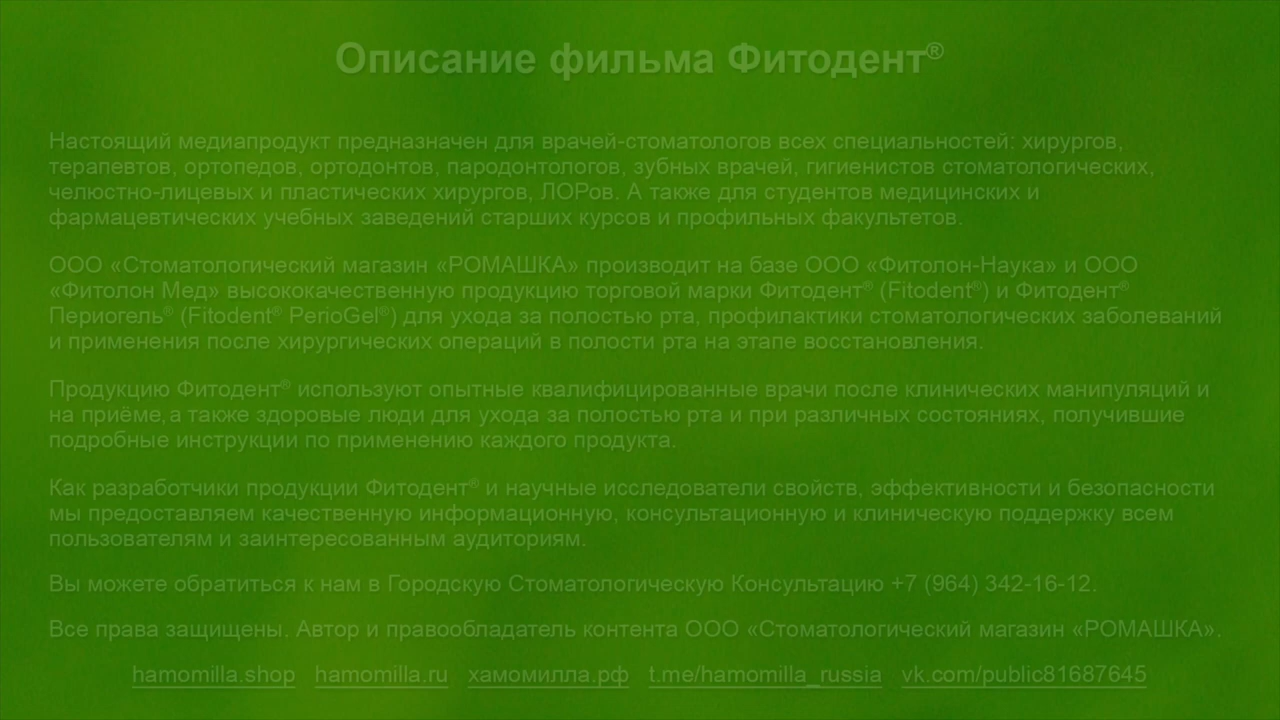 Описание фильма Фитодент®
Настоящий медиапродукт предназначен для врачей-стоматологов всех специальностей: хирургов,
терапевтов, ортопедов, ортодонтов, пародонтологов, зубных врачей, гигиенистов стоматологических,
челюстно-лицевых и пластических хирургов, ЛОРов. А также для студентов медицинских и
фармацевтических учебных заведений старших курсов и профильных факультетов.
ООО «Стоматологический магазин «РОМАШКА» производит на базе ООО «Фитолон-Наука» и ООО
«Фитолон Мед» высококачественную продукцию торговой марки Фитодент® (Fitodent®) и Фитодент®
Периогель® (Fitodent® PerioGel®) для ухода за полостью рта, профилактики стоматологических заболеваний
и применения после хирургических операций в полости рта на этапе восстановления.
Продукцию Фитодент® используют опытные квалифицированные врачи после клинических манипуляций и
на приёме, а также здоровые люди для ухода за полостью рта и при различных состояниях, получившие
подробные инструкции по применению каждого продукта.
Как разработчики продукции Фитодент® и научные исследователи свойств, эффективности и безопасности
мы предоставляем качественную информационную, консультационную и клиническую поддержку всем
пользователям и заинтересованным аудиториям.
Вы можете обратиться к нам в Городскую Стоматологическую Консультацию +7 (964) 342-16-12.
Все права защищены. Автор и правообладатель контента ООО «Стоматологический магазин «РОМАШКА».
hamomilla.shop hamomilla.ru хамомилла.рф t.me/hamomilla_russia vk.com/public81687645